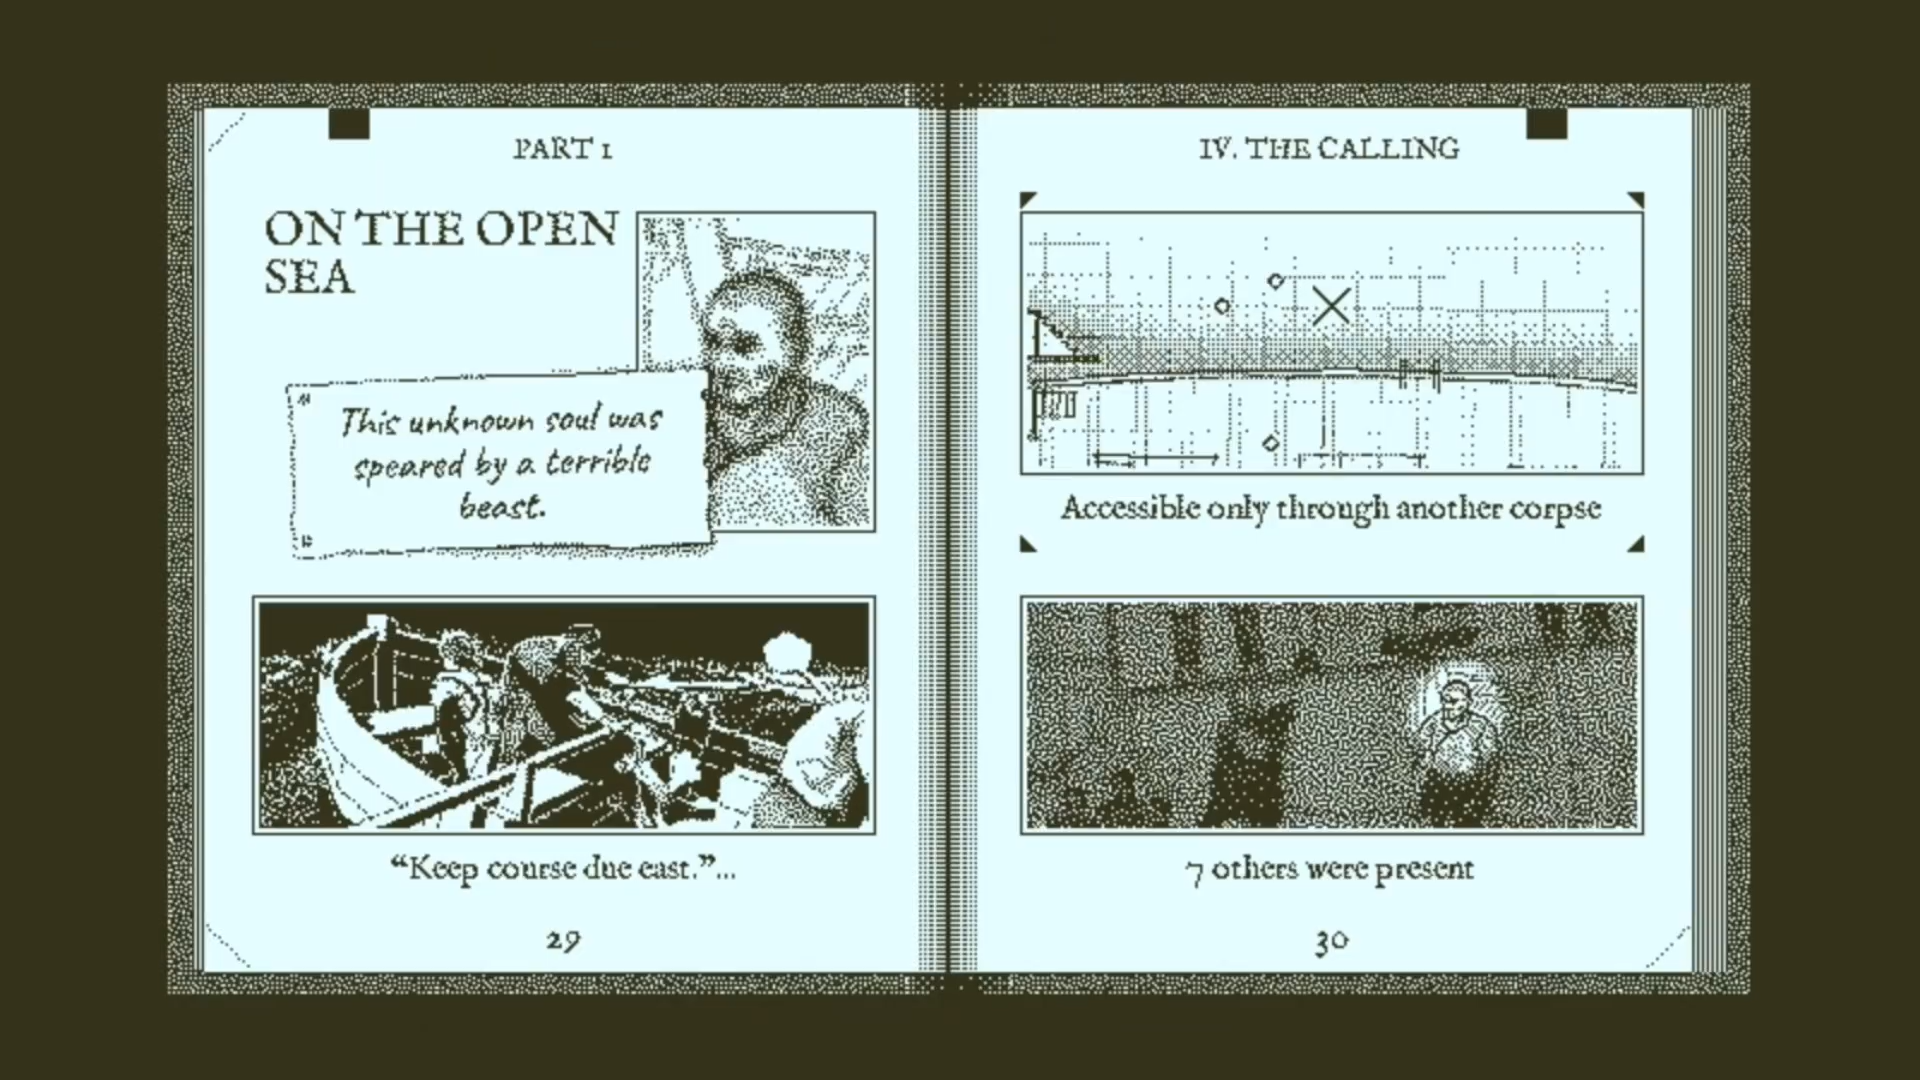 PART 1
ON THE OPEN
SEA
This unknown soul was
speared by a terrible
beast.
“Keep course due east.”...
29
IV. THE CALLING
Accessible only through another corpse
7 others were present
30